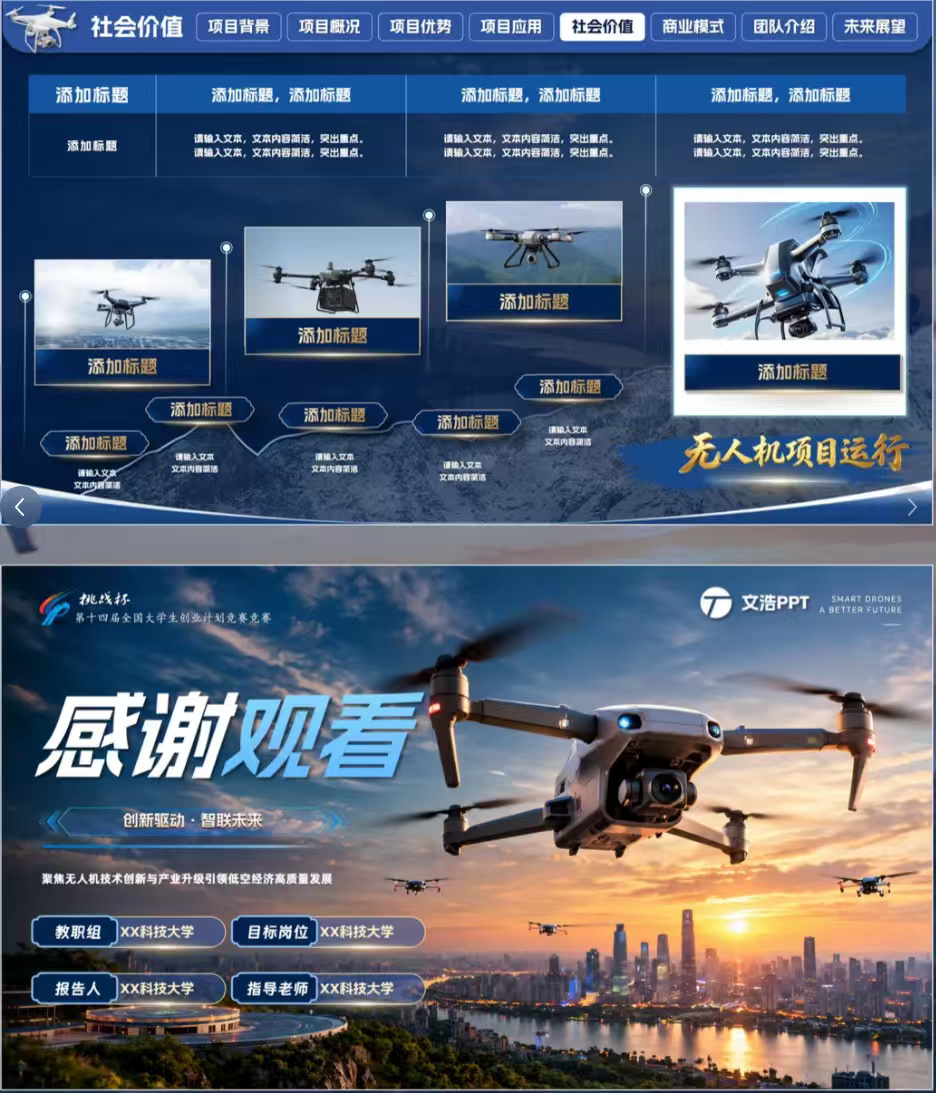 社会价值
项目背景
项目概况
项目优势
项目应用
社会价值
商业模式
团队介绍
未来展望
添加标题
添加标题，添加标题
添加标题，添加标题
添加标题，添加标题
添加标题
请输入文本，文本内容简洁，突出重点。
请输入文本，文本内容简洁，突出重点。
请输入文本，文本内容简洁，突出重点。
请输入文本，文本内容简洁，突出重点。
请输入文本，文本内容简洁，突出重点。
请输入文本，文本内容简洁，突出重点。
添加标题
添加标题
添加标题
添加标题
添加标题
请输入文本
文本内容简洁
添加标题
请输入文本
文本内容简洁
添加标题
请输入文本
文本内容简洁
添加标题
请输入文本
文本内容简洁
添加标题
请输入文本
文本内容简洁
无人机项目运行
挑战杯
第十四届全国大学生创业计划竞赛竞赛
文浩PPT
SMART DRONES
A BETTER FUTURE
感谢观看
创新驱动·智联未来
聚焦无人机技术创新与产业升级引领低空经济高质量发展
教职组 XX科技大学
目标岗位 XX科技大学
报告人 XX科技大学
指导老师 XX科技大学